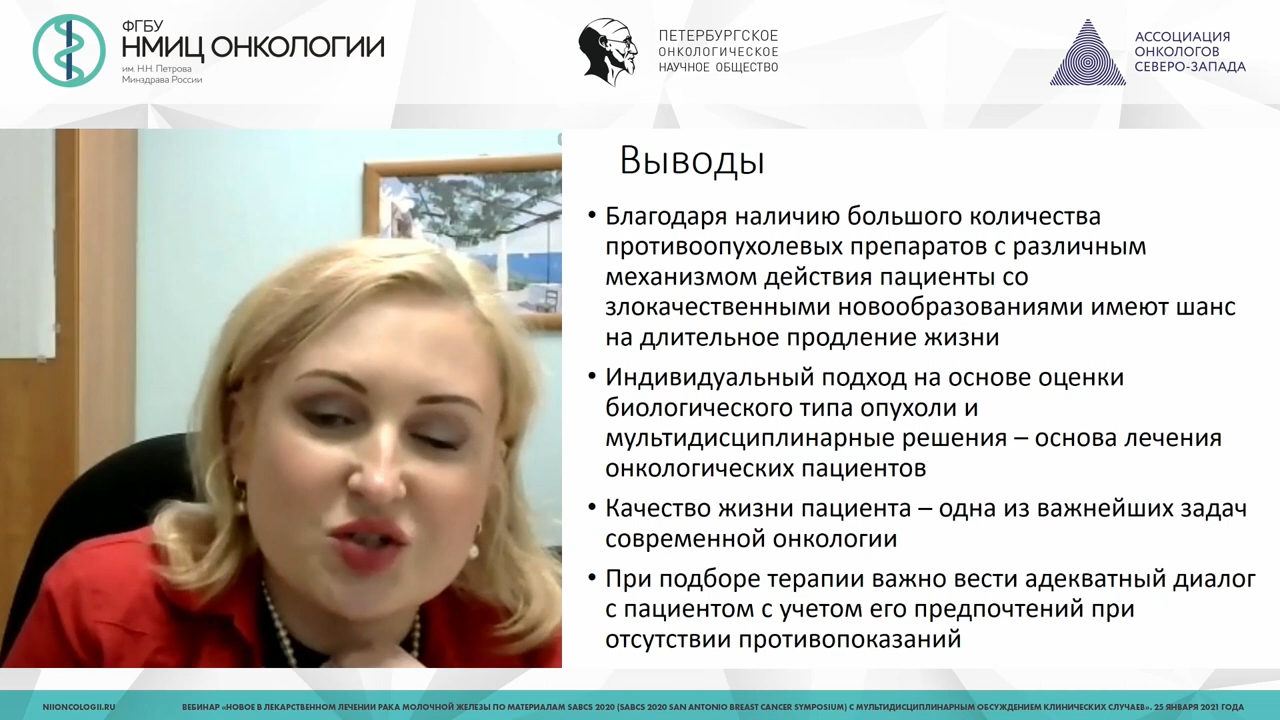 ФГБУ
НМИЦ ОНКОЛОГИИ
им. Н.Н. Петрова
Минздрава России
ПЕТЕРБУРГСКОЕ
ОНКОЛОГИЧЕСКОЕ
НАУЧНОЕ ОБЩЕСТВО
АССОЦИАЦИЯ
ОНКОЛОГОВ
СЕВЕРО-ЗАПАДА
Выводы
• Благодаря наличию большого количества
противоопухолевых препаратов с различным
механизмом действия пациенты со
злокачественными новообразованиями имеют шанс
на длительное продление жизни
• Индивидуальный подход на основе оценки
биологического типа опухоли и
мультидисциплинарные решения – основа лечения
онкологических пациентов
• Качество жизни пациента – одна из важнейших задач
современной онкологии
• При подборе терапии важно вести адекватный диалог
с пациентом с учетом его предпочтений при
отсутствии противопоказаний
NIIONCOLOGII.RU
ВЕБИНАР «НОВОЕ В ЛЕКАРСТВЕННОМ ЛЕЧЕНИИ РАКА МОЛОЧНОЙ ЖЕЛЕЗЫ ПО МАТЕРИАЛАМ SABCS 2020 (SABCS 2020 SAN ANTONIO BREAST CANCER SYMPOSIUM) С МУЛЬТИДИСЦИПЛИНАРНЫМ ОБСУЖДЕНИЕМ КЛИНИЧЕСКИХ СЛУЧАЕВ». 25 ЯНВАРЯ 2021 ГОДА